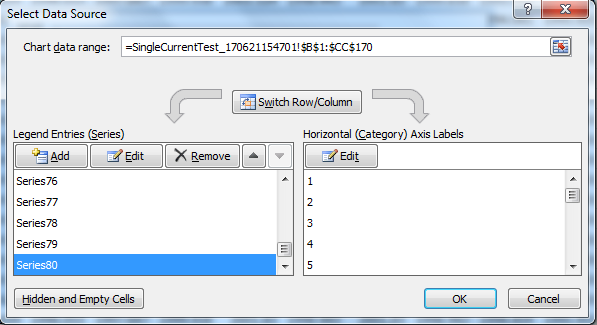 Select Data Source
Chart data range: =SingleCurrentTest_170621154701!$B$1:$CC$170
Switch Row/Column
Legend Entries (Series)
Add Edit Remove
Series76
Series77
Series78
Series79
Series80
Horizontal (Category) Axis Labels
Edit
1
2
3
4
5
Hidden and Empty Cells
OK Cancel